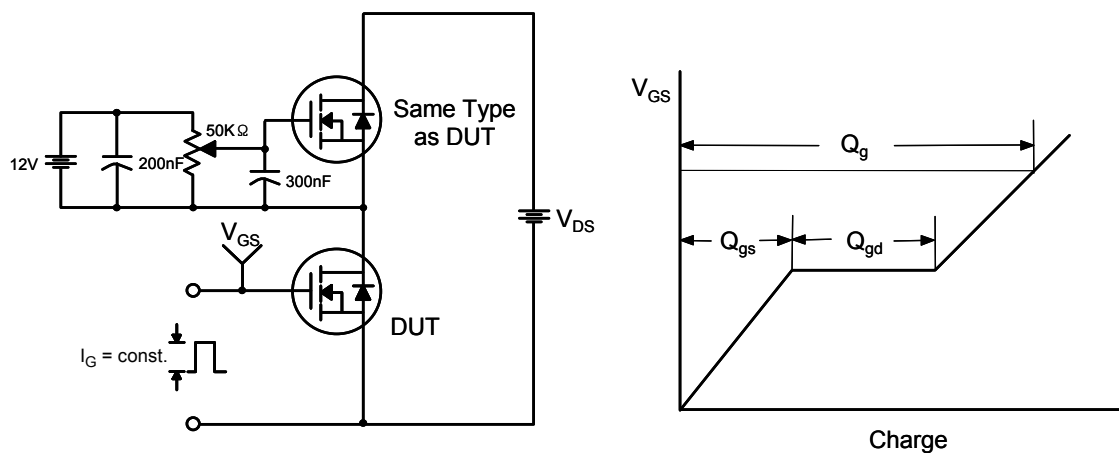 12V
200nF
50KΩ
300nF
Same Type
as DUT
V_DS
V_GS
DUT
I_G = const.
V_GS
Q_g
Q_gs
Q_gd
Charge